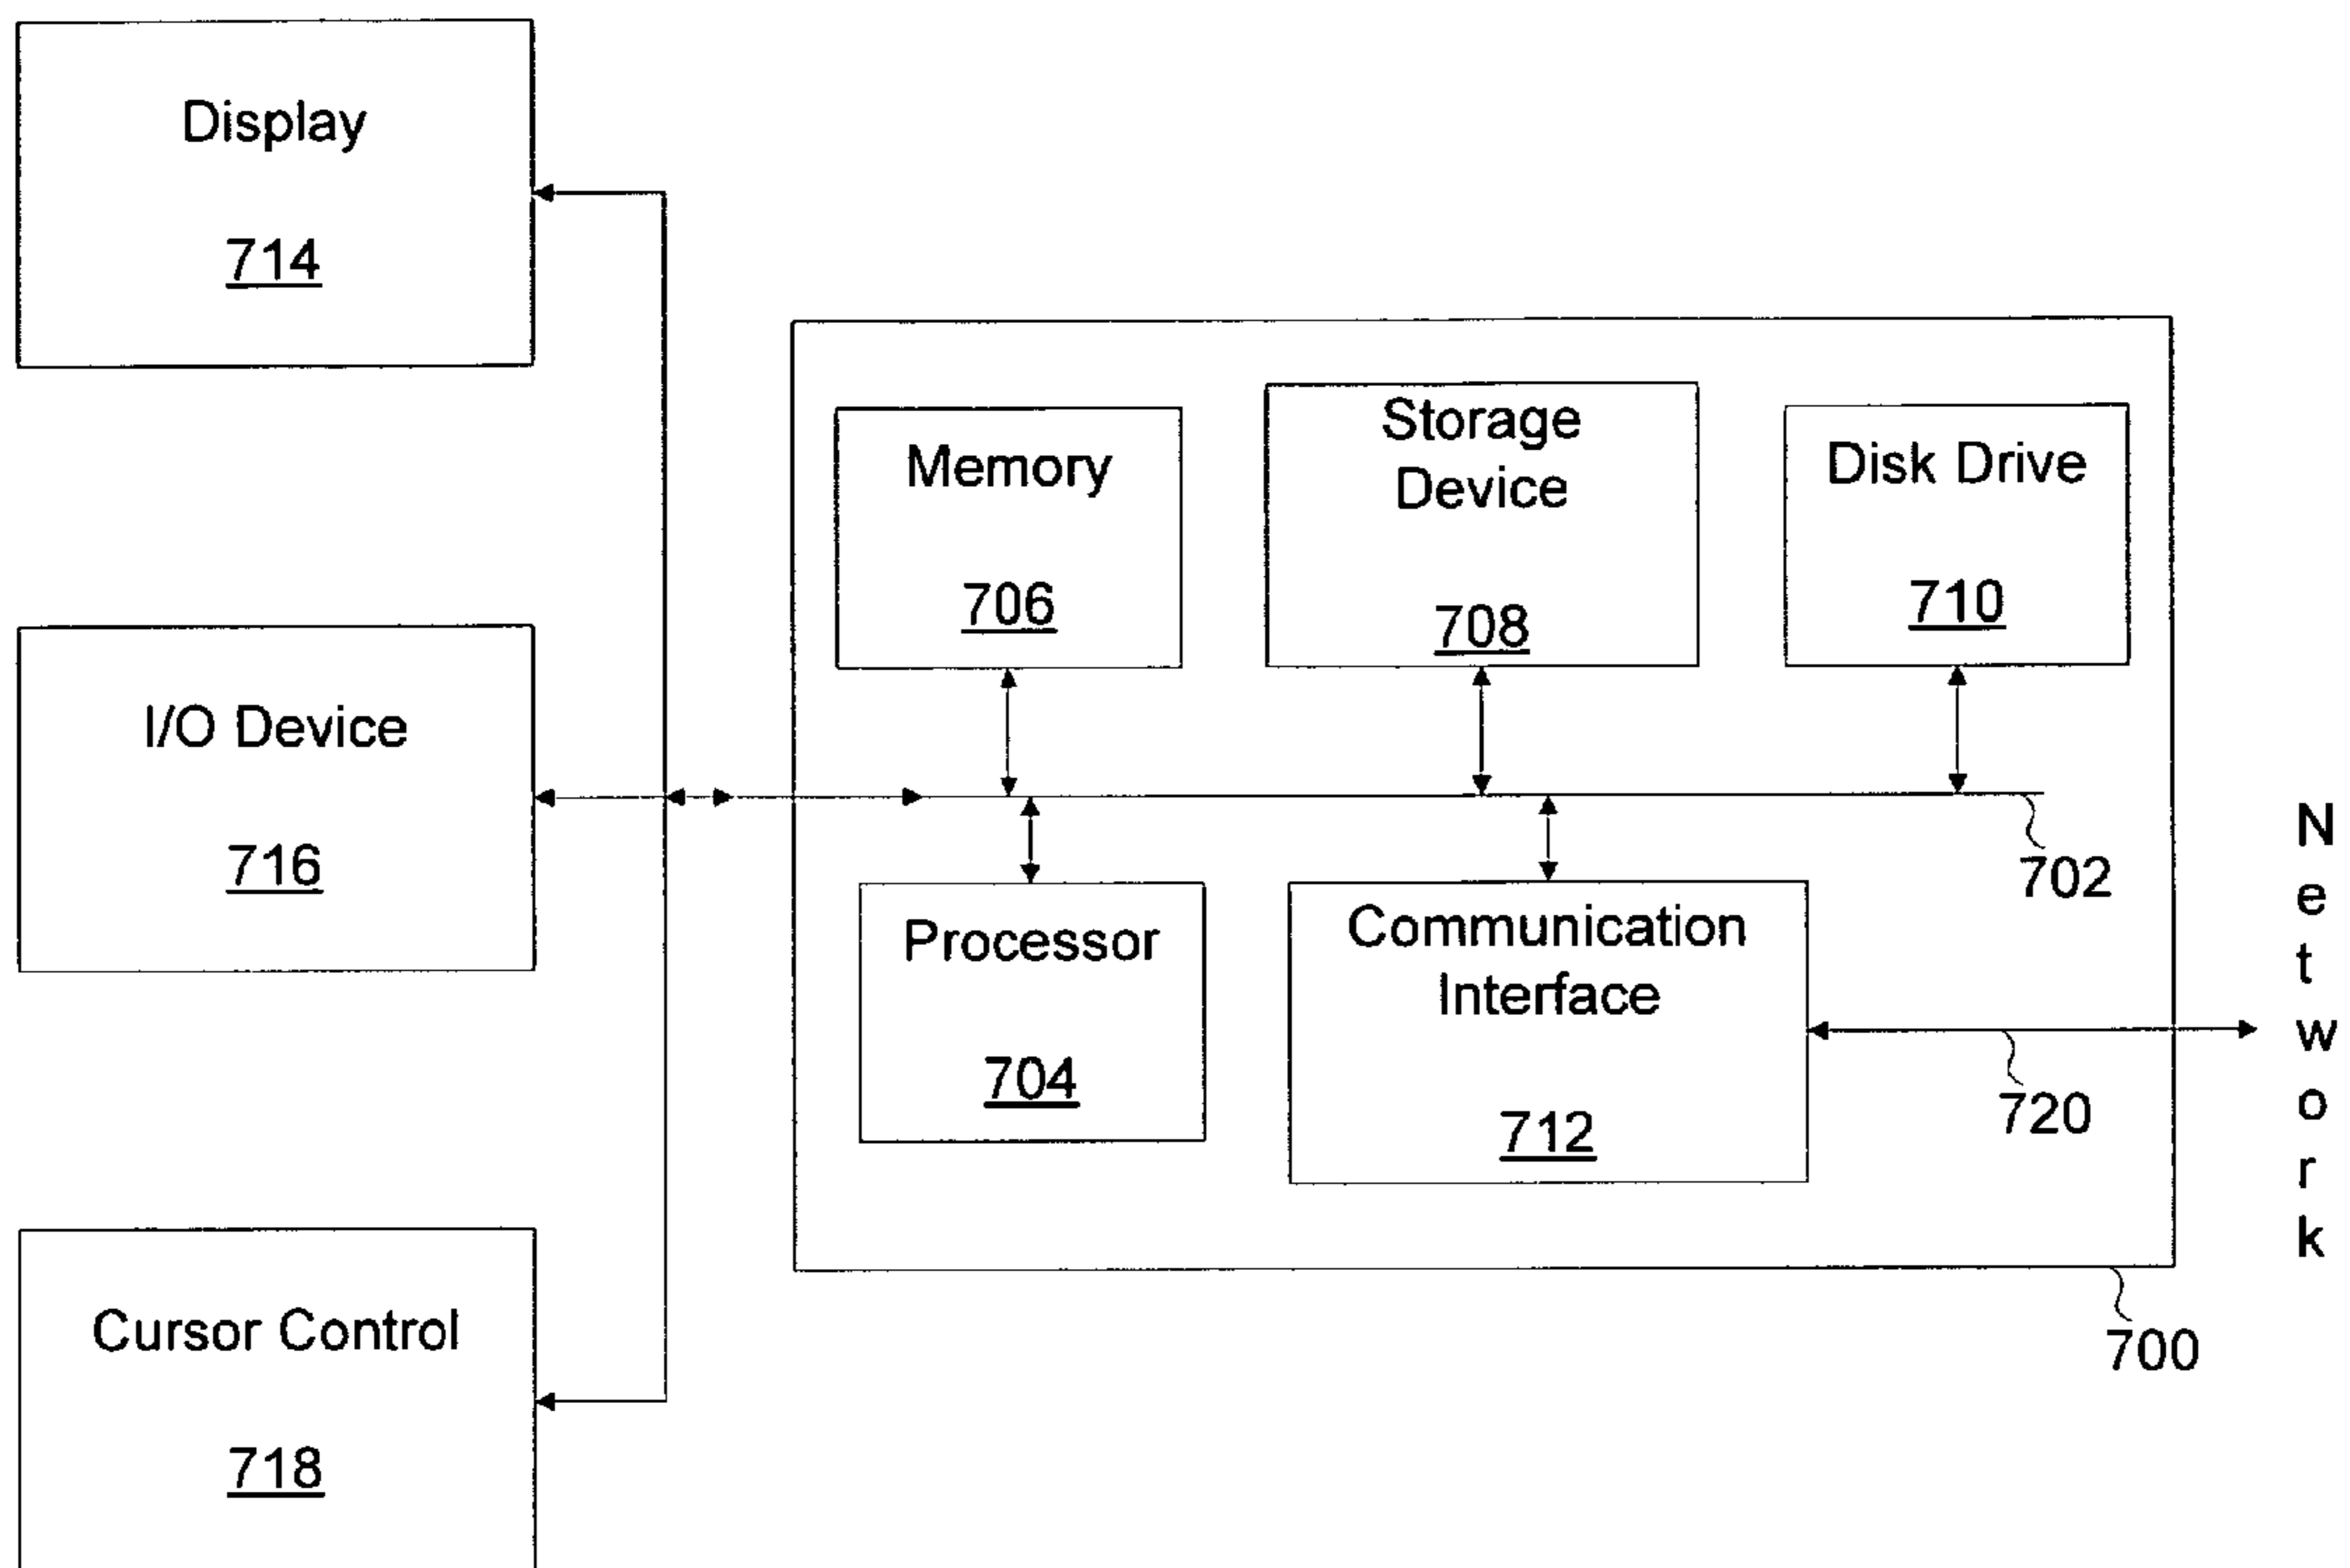 Display
714
I/O Device
716
Cursor Control
718
Memory
706
Storage
Device
708
Disk Drive
710
702
Processor
704
Communication
Interface
712
720
700
Network